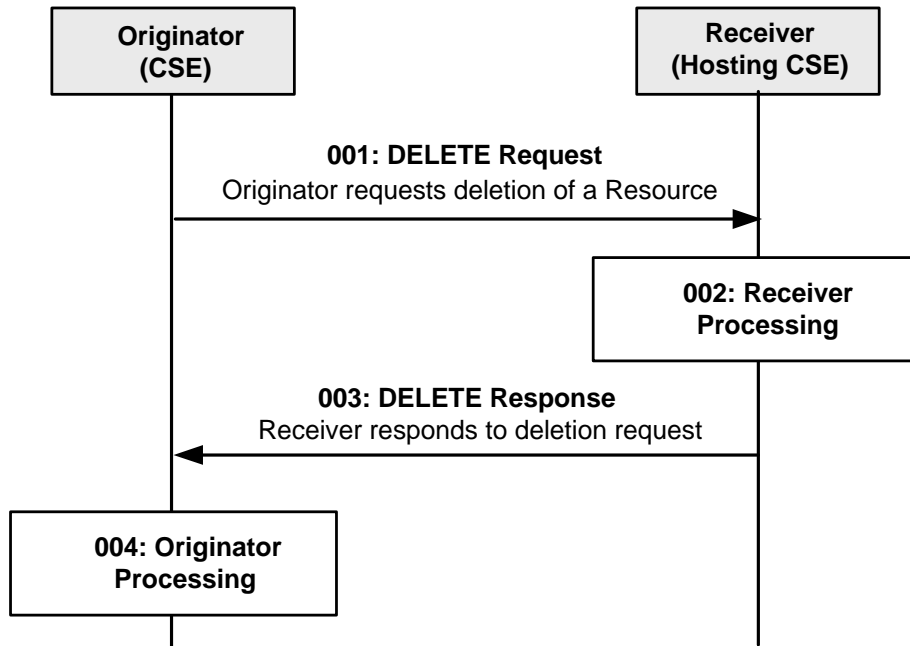 Originator
(CSE)
Receiver
(Hosting CSE)
001: DELETE Request
Originator requests deletion of a Resource
002: Receiver
Processing
003: DELETE Response
Receiver responds to deletion request
004: Originator
Processing